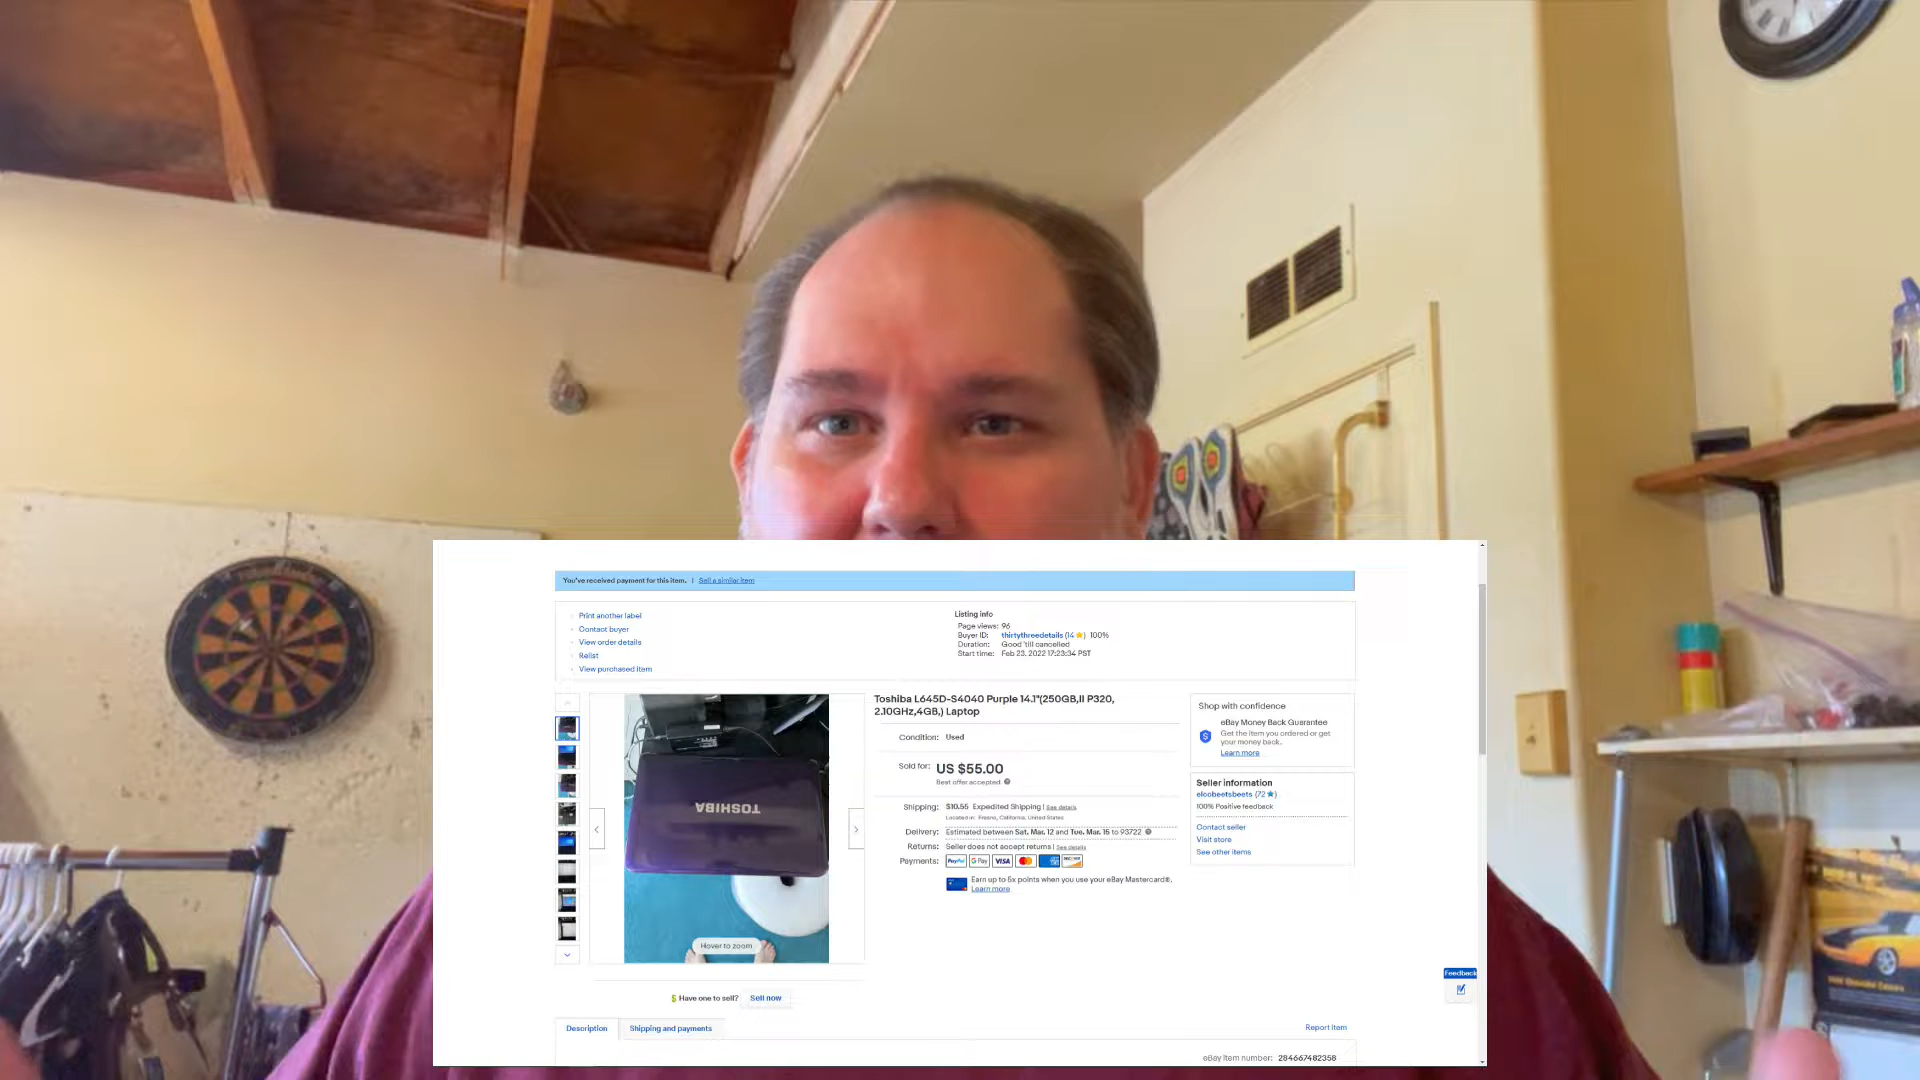 You've received payment for this item. | Sell a similar item
Print another label
Contact buyer
View order details
Relist
View purchased item
Listing info
Page views: 96
Buyer ID: thirtythreedetails (14) 100%
Duration: Good 'till cancelled
Start time: Feb 23, 2022 17:23:34 PST
TOSHIBA
Hover to zoom
Toshiba L645D-S4040 Purple 14.1"(250GB,II P320,
2.10GHz,4GB,) Laptop
Condition: Used
Sold for: US $55.00
Best offer accepted
Shipping: $10.55 Expedited Shipping | See details
Located in: Fresno, California, United States
Delivery: Estimated between Sat. Mar. 12 and Tue. Mar. 15 to 93722
Returns: Seller does not accept returns | See details
Payments: PayPal G Pay VISA
Earn up to 5x points when you use your eBay Mastercard®.
Learn more
Shop with confidence
eBay Money Back Guarantee
Get the item you ordered or get
your money back.
Learn more
Seller information
elcobeetsbeets (72)
100% Positive feedback
Contact seller
Visit store
See other items
Feedback
Have one to sell? Sell now
Description
Shipping and payments
Report item
eBay item number: 284667482358